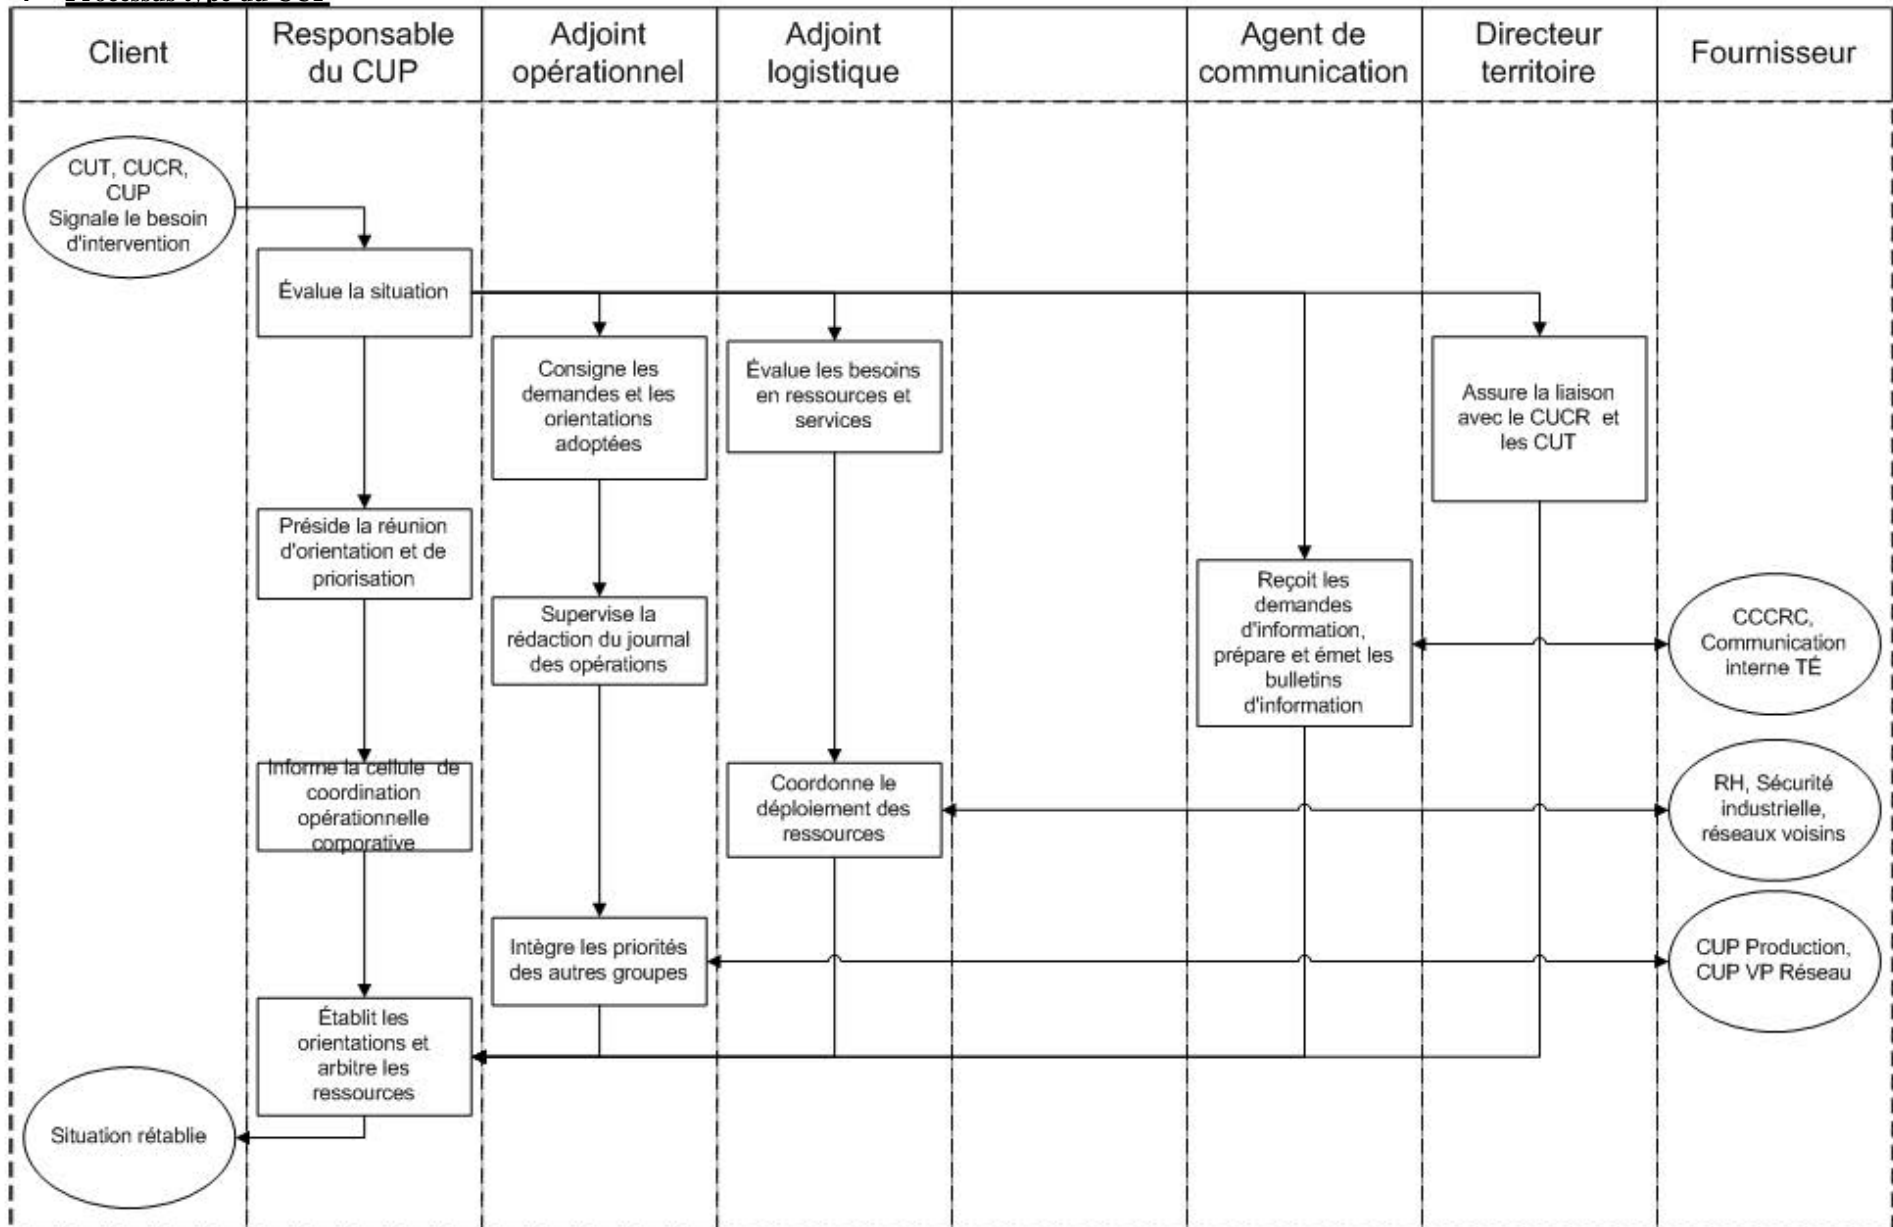 Processus type du CUP
Client
Responsable
du CUP
Adjoint
opérationnel
Adjoint
logistique
Agent de
communication
Directeur
territoire
Fournisseur
CUT, CUCR,
CUP
Signale le besoin
d'intervention
Évalue la situation
Consigne les
demandes et les
orientations
adoptées
Évalue les besoins
en ressources et
services
Assure la liaison
avec le CUCR et
les CUT
Préside la réunion
d'orientation et de
priorisation
Reçoit les
demandes
d'information,
prépare et émet les
bulletins
d'information
Supervise la
rédaction du journal
des opérations
CCCRC,
Communication
interne TÉ
Informe la cellule de
coordination
opérationnelle
corporative
Coordonne le
déploiement des
ressources
RH, Sécurité
industrielle,
réseaux voisins
Intègre les priorités
des autres groupes
CUP Production,
CUP VP Réseau
Établit les
orientations et
arbitre les
ressources
Situation rétablie